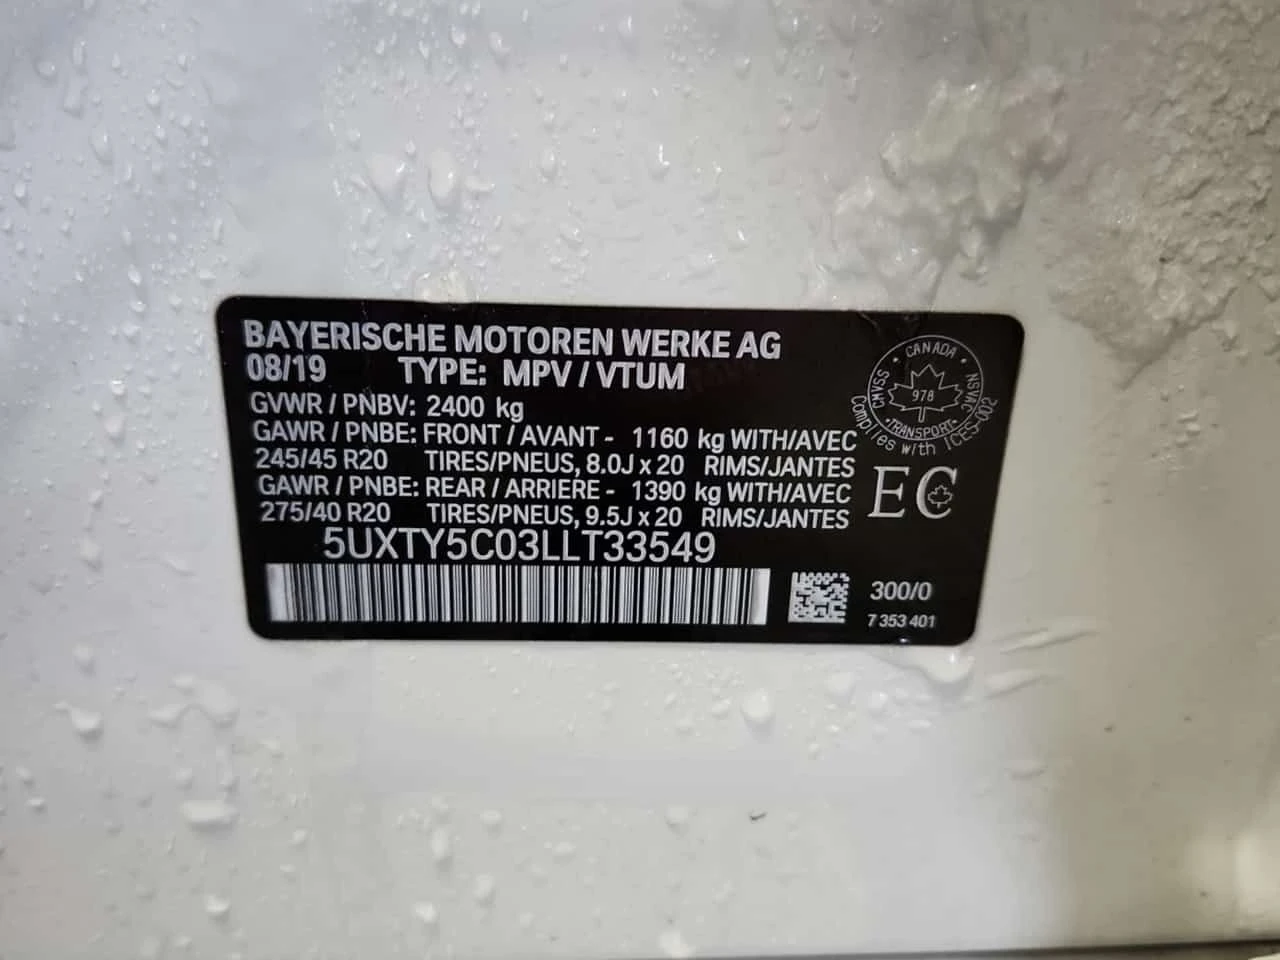 BAYERISCHE MOTOREN WERKE AG
08/19 TYPE: MPV / VTUM
GVWR / PNBV: 2400 kg
GAWR / PNBE: FRONT / AVANT - 1160 kg WITH/AVEC
245/45 R20 TIRES/PNEUS, 8.0J x 20 RIMS/JANTES
GAWR / PNBE: REAR / ARRIERE - 1390 kg WITH/AVEC
275/40 R20 TIRES/PNEUS, 9.5J x 20 RIMS/JANTES
5UXTY5C03LLT33549
CANADA
CMVSS
NSVAC
978
TRANSPORT
Complies with ICES-002
EC
300/0
7 353 401